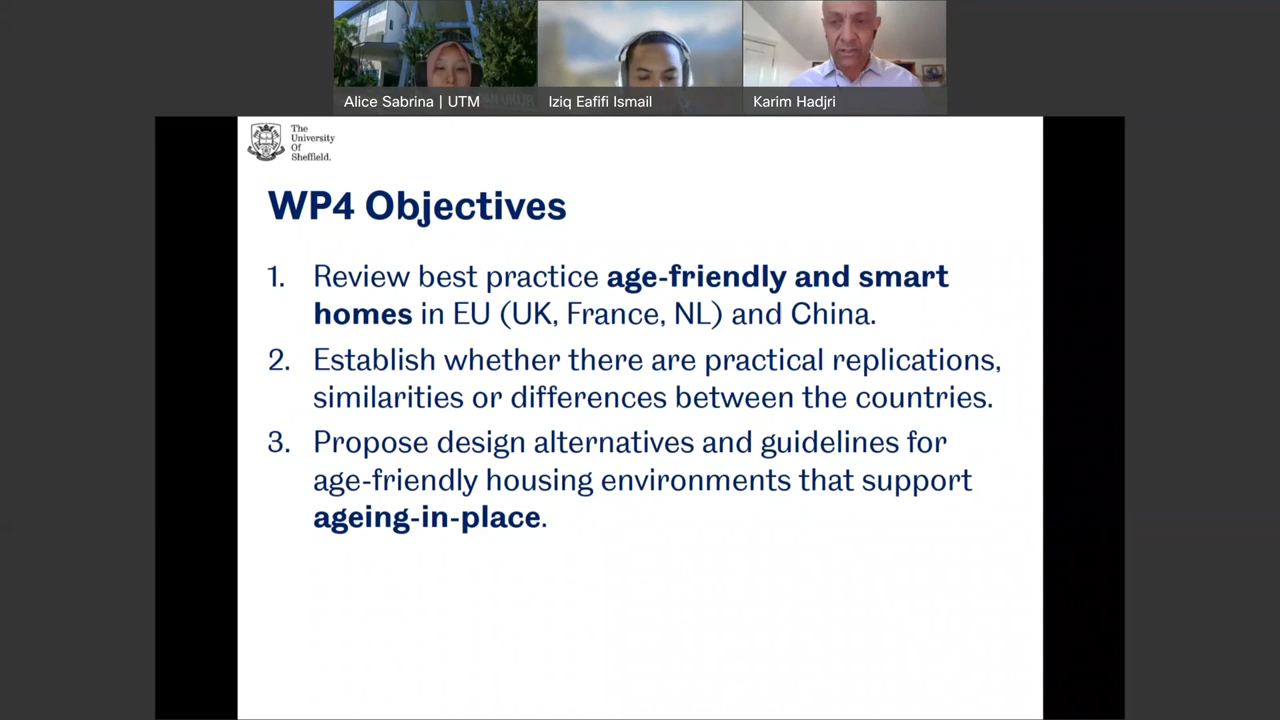 Alice Sabrina | UTM
Iziq Eafifi Ismail
Karim Hadjri
The
University
Of
Sheffield.
WP4 Objectives
1. Review best practice age-friendly and smart
homes in EU (UK, France, NL) and China.
2. Establish whether there are practical replications,
similarities or differences between the countries.
3. Propose design alternatives and guidelines for
age-friendly housing environments that support
ageing-in-place.